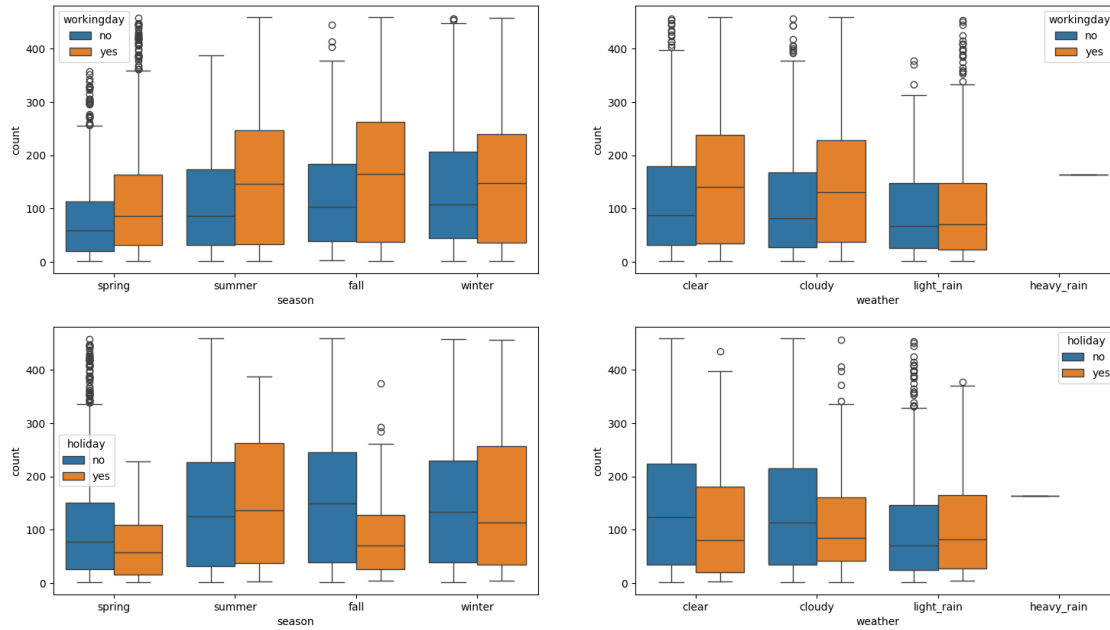 workingday
no
yes
count
400
300
200
100
0
spring summer fall winter
season
workingday
no
yes
count
400
300
200
100
0
clear cloudy light_rain heavy_rain
weather
holiday
no
yes
count
400
300
200
100
0
spring summer fall winter
season
holiday
no
yes
count
400
300
200
100
0
clear cloudy light_rain heavy_rain
weather